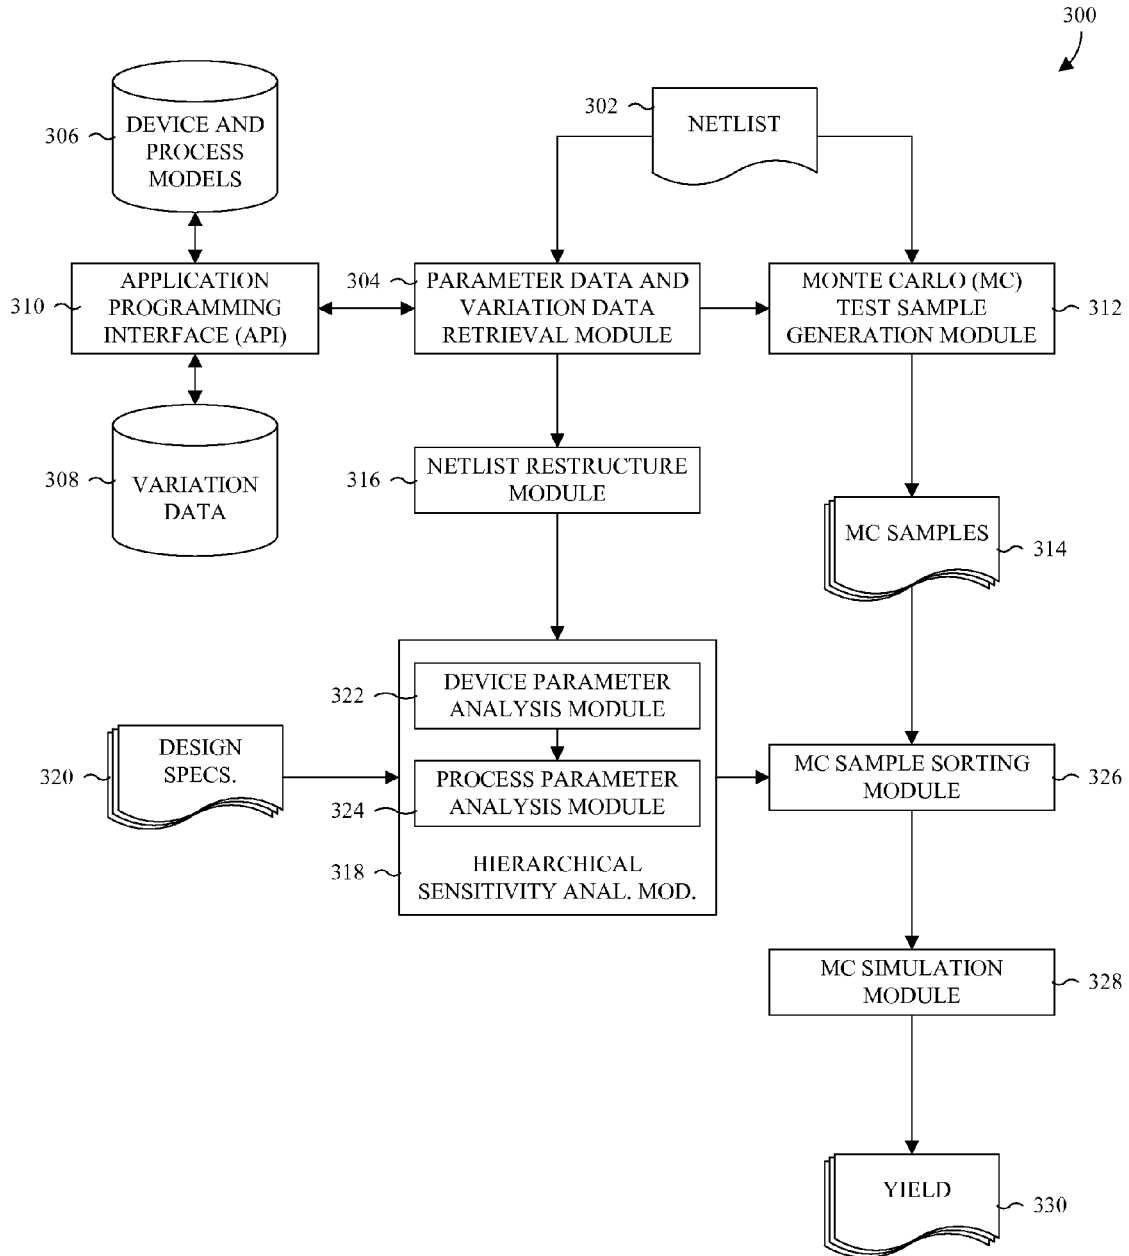 300
306
DEVICE AND
PROCESS
MODELS
302
NETLIST
310
APPLICATION
PROGRAMMING
INTERFACE (API)
304
PARAMETER DATA AND
VARIATION DATA
RETRIEVAL MODULE
MONTE CARLO (MC)
TEST SAMPLE
GENERATION MODULE
312
308
VARIATION
DATA
316
NETLIST RESTRUCTURE
MODULE
MC SAMPLES
314
322
DEVICE PARAMETER
ANALYSIS MODULE
320
DESIGN
SPECS.
324
PROCESS PARAMETER
ANALYSIS MODULE
318
HIERARCHICAL
SENSITIVITY ANAL. MOD.
MC SAMPLE SORTING
MODULE
326
MC SIMULATION
MODULE
328
YIELD
330